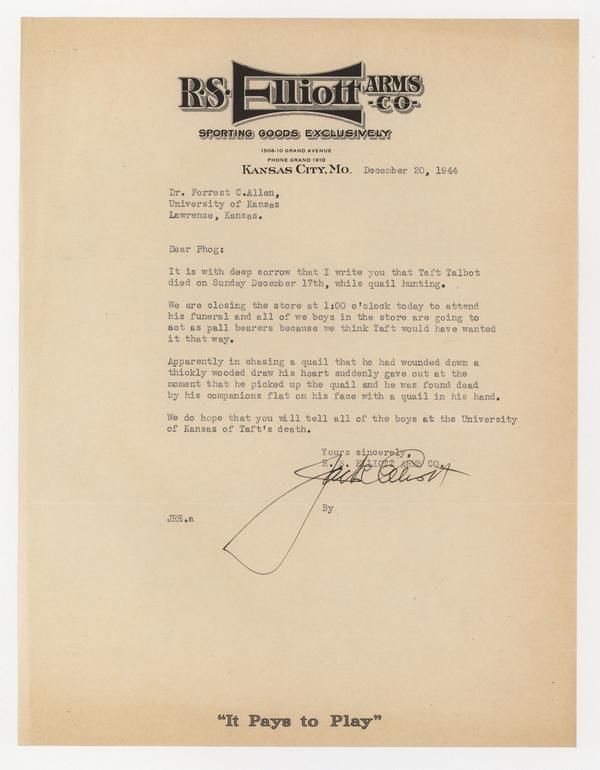 R.S. Elliott ARMS
-CO-
SPORTING GOODS EXCLUSIVELY
1508-10 GRAND AVENUE
PHONE GRAND 1910
KANSAS CITY, MO. December 20, 1944
Dr. Forrest C.Allen,
University of Kansas
Lawrence, Kansas.
Dear Phog:
It is with deep sorrow that I write you that Taft Talbot
died on Sunday December 17th, while quail hunting.
We are closing the store at 1:00 o'clock today to attend
his funeral and all of we boys in the store are going to
act as pall bearers because we think Taft would have wanted
it that way.
Apparently in chasing a quail that he had wounded down a
thickly wooded draw his heart suddenly gave out at the
moment that he picked up the quail and he was found dead
by his companions flat on his face with a quail in his hand.
We do hope that you will tell all of the boys at the University
of Kansas of Taft's death.
Yours sincerely,
R. S. ELLIOTT ARMS CO.
Jack Elliott
By
JRE.a
"It Pays to Play"